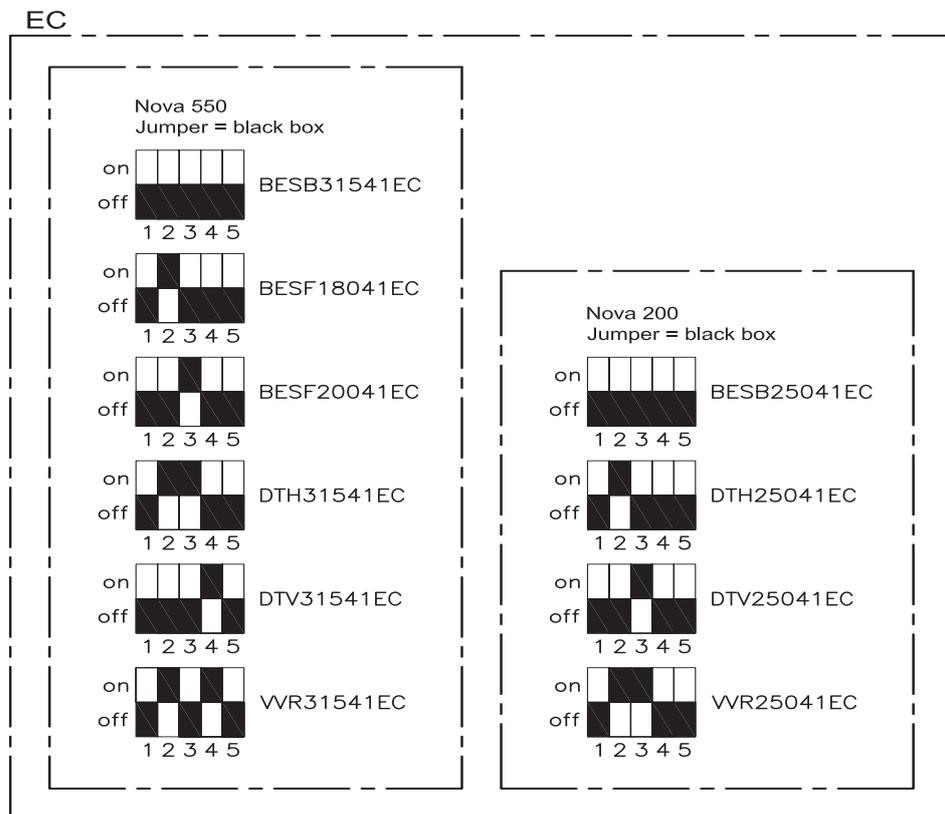 EC
Nova 550
Jumper = black box
on
off
BESB31541EC
1 2 3 4 5
on
off
BESF18041EC
1 2 3 4 5
on
off
BESF20041EC
1 2 3 4 5
on
off
DTH31541EC
1 2 3 4 5
on
off
DTV31541EC
1 2 3 4 5
on
off
VVR31541EC
1 2 3 4 5
Nova 200
Jumper = black box
on
off
BESB25041EC
1 2 3 4 5
on
off
DTH25041EC
1 2 3 4 5
on
off
DTV25041EC
1 2 3 4 5
on
off
VVR25041EC
1 2 3 4 5